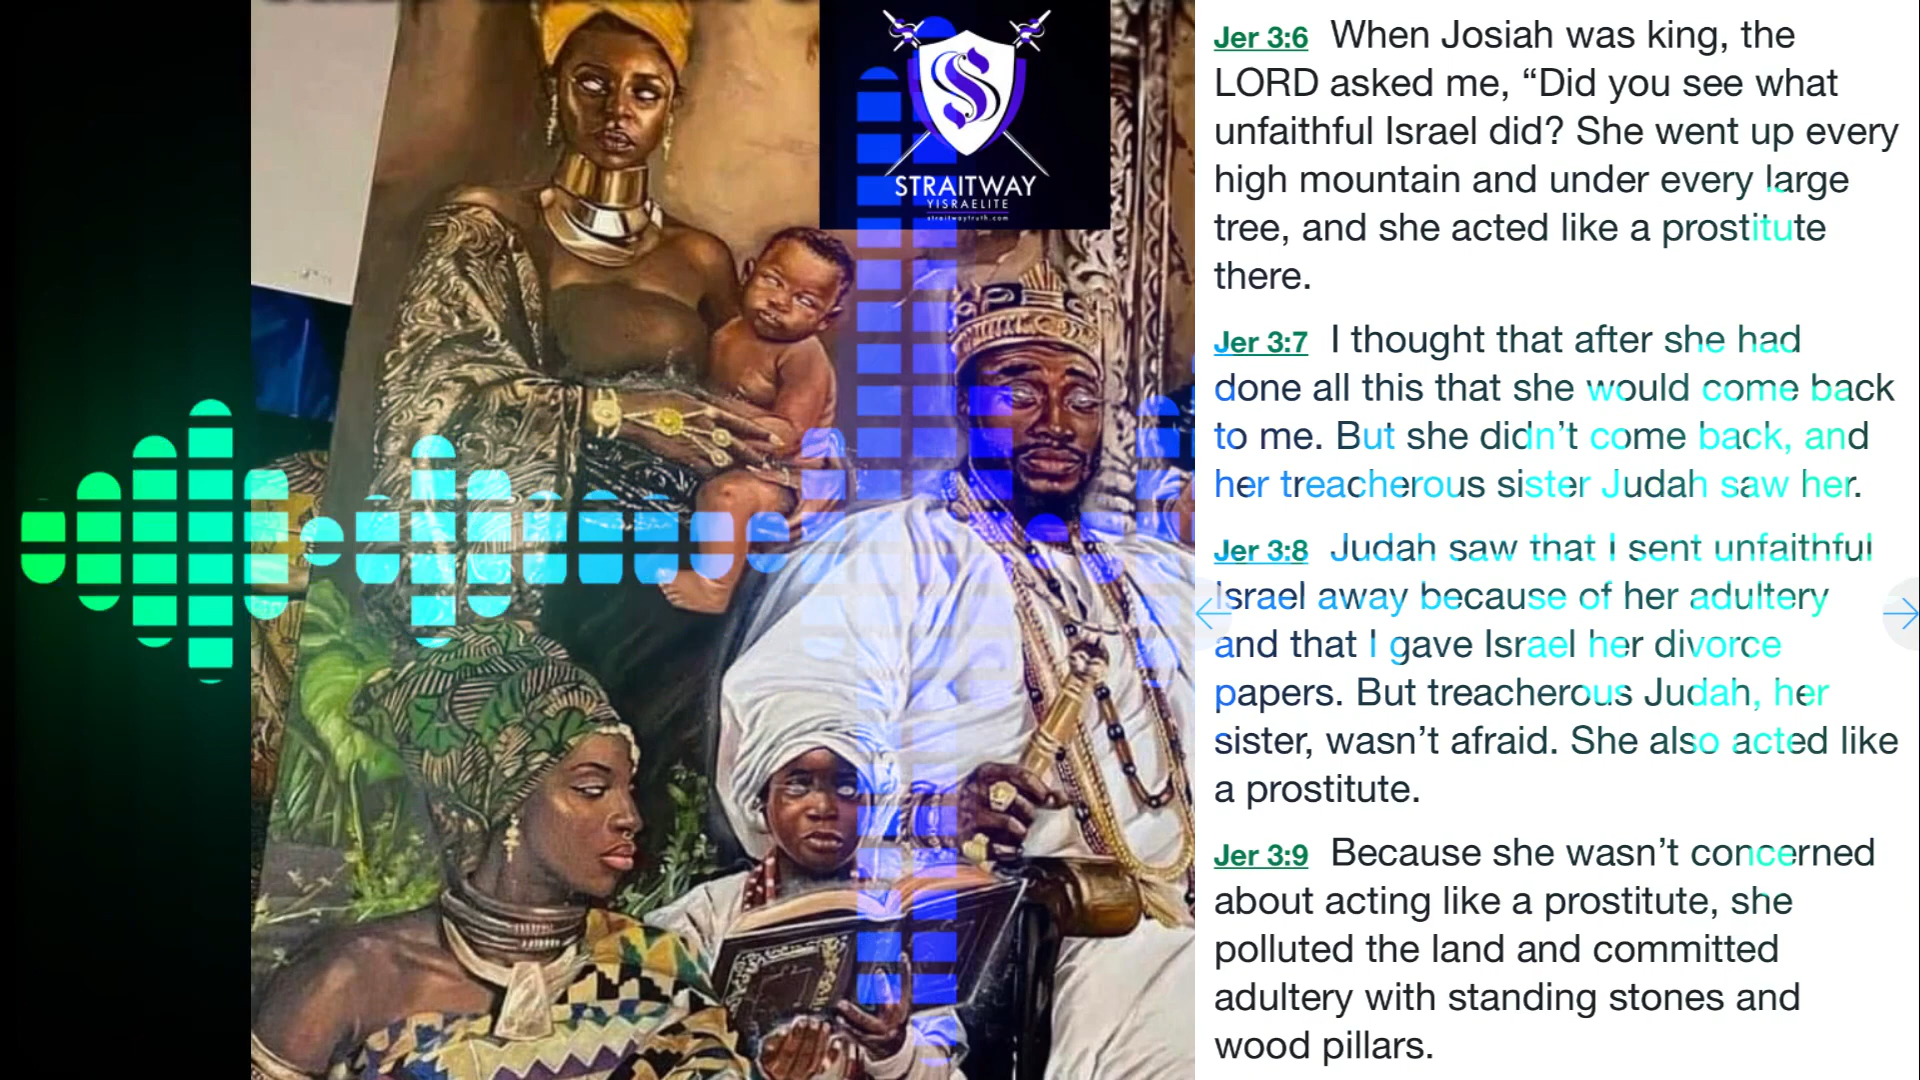 S
STRAITWAY
YISRAELITE
straitwaytruth.com
Jer 3:6 When Josiah was king, the
LORD asked me, “Did you see what
unfaithful Israel did? She went up every
high mountain and under every large
tree, and she acted like a prostitute
there.
Jer 3:7 I thought that after she had
done all this that she would come back
to me. But she didn’t come back, and
her treacherous sister Judah saw her.
Jer 3:8 Judah saw that I sent unfaithful
Israel away because of her adultery
and that I gave Israel her divorce
papers. But treacherous Judah, her
sister, wasn’t afraid. She also acted like
a prostitute.
Jer 3:9 Because she wasn’t concerned
about acting like a prostitute, she
polluted the land and committed
adultery with standing stones and
wood pillars.